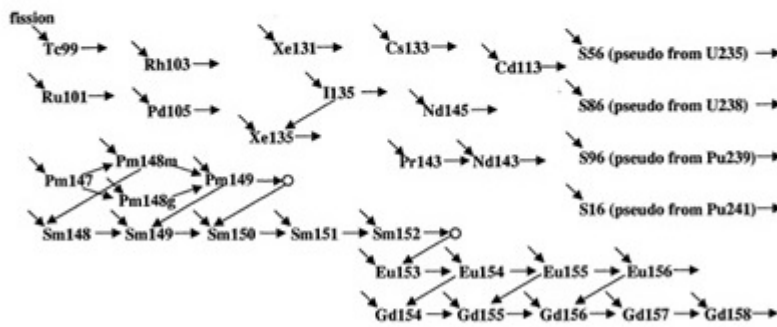 fission
Tc99 Xe131 Cs133 S56 (pseudo from U235)
Rh103 Cd113
Ru101 I135 S86 (pseudo from U238)
Pd105 Nd145
Xe135
Pm148m Pr143 Nd143 S96 (pseudo from Pu239)
Pm147 Pm149
Pm148g S16 (pseudo from Pu241)
Sm148 Sm149 Sm150 Sm151 Sm152
Eu153 Eu154 Eu155 Eu156
Gd154 Gd155 Gd156 Gd157 Gd158